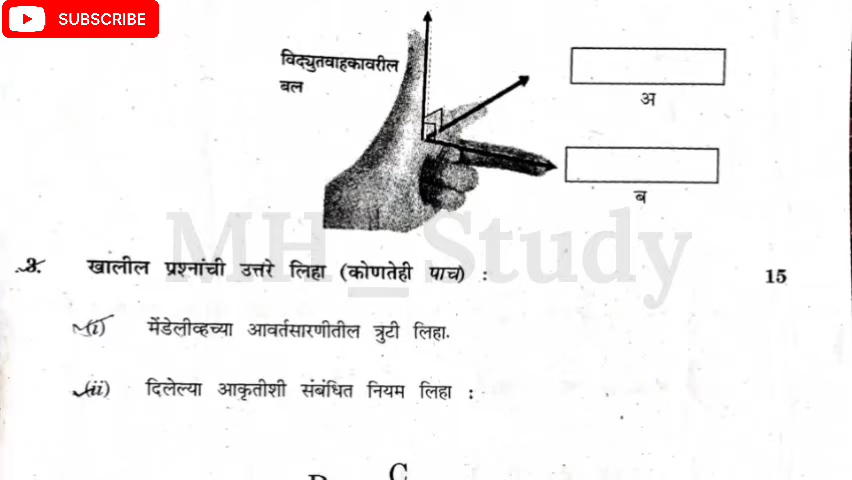 SUBSCRIBE
विद्युतवाहकावरील
बल
अ
ब
MH_Study
3. खालील प्रश्नांची उत्तरे लिहा (कोणतेही पाच) : 15
(i) मेंडेलीव्हच्या आवर्तसारणीतील त्रुटी लिहा.
(ii) दिलेल्या आकृतीशी संबंधित नियम लिहा :
C